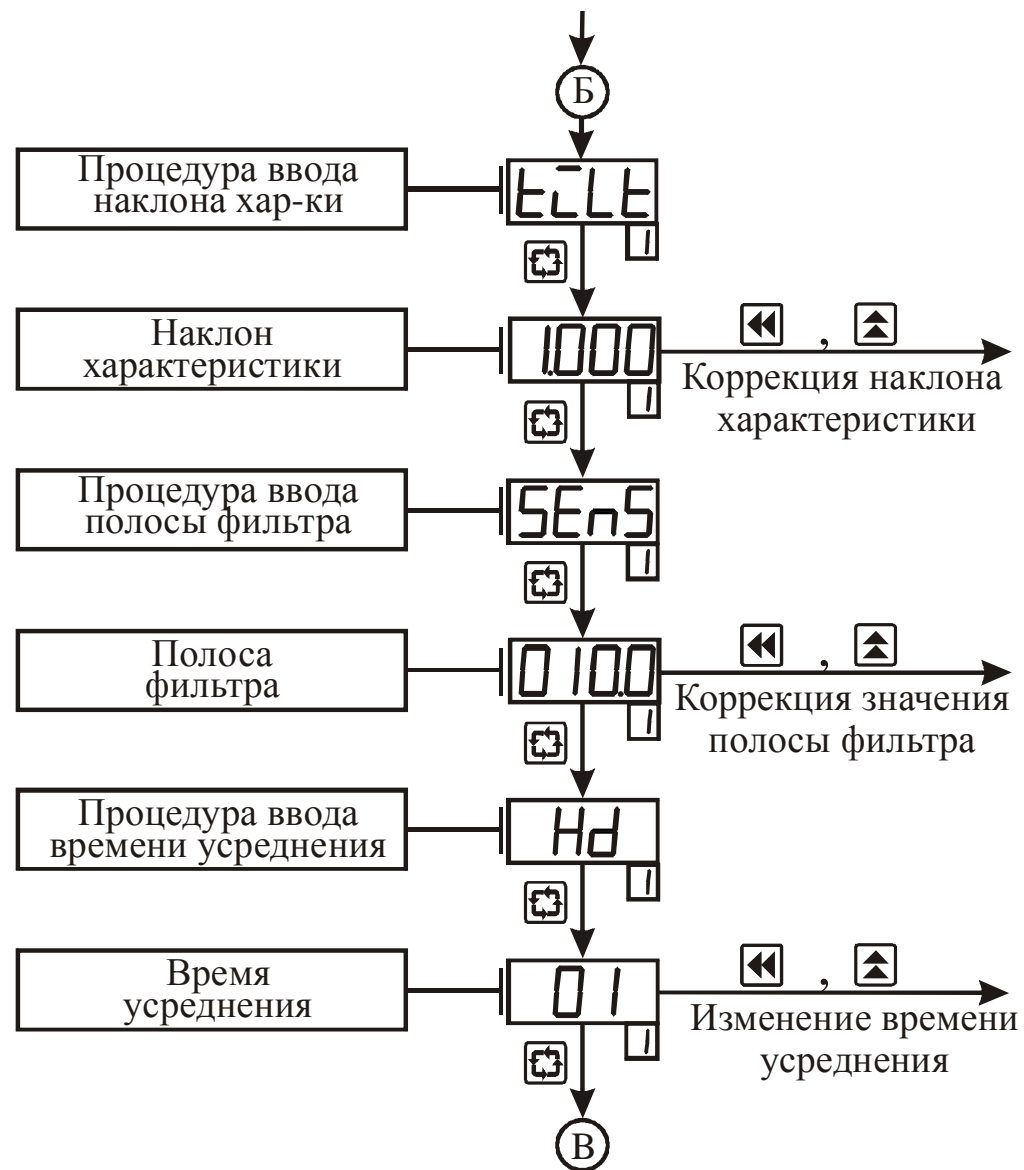 Б
Процедура ввода
наклона хар-ки
tiLt
1
Наклон
характеристики
1.000
1
,
Коррекция наклона
характеристики
Процедура ввода
полосы фильтра
SEnS
1
Полоса
фильтра
010.0
1
,
Коррекция значения
полосы фильтра
Процедура ввода
времени усреднения
Hd
1
Время
усреднения
01
1
,
Изменение времени
усреднения
В